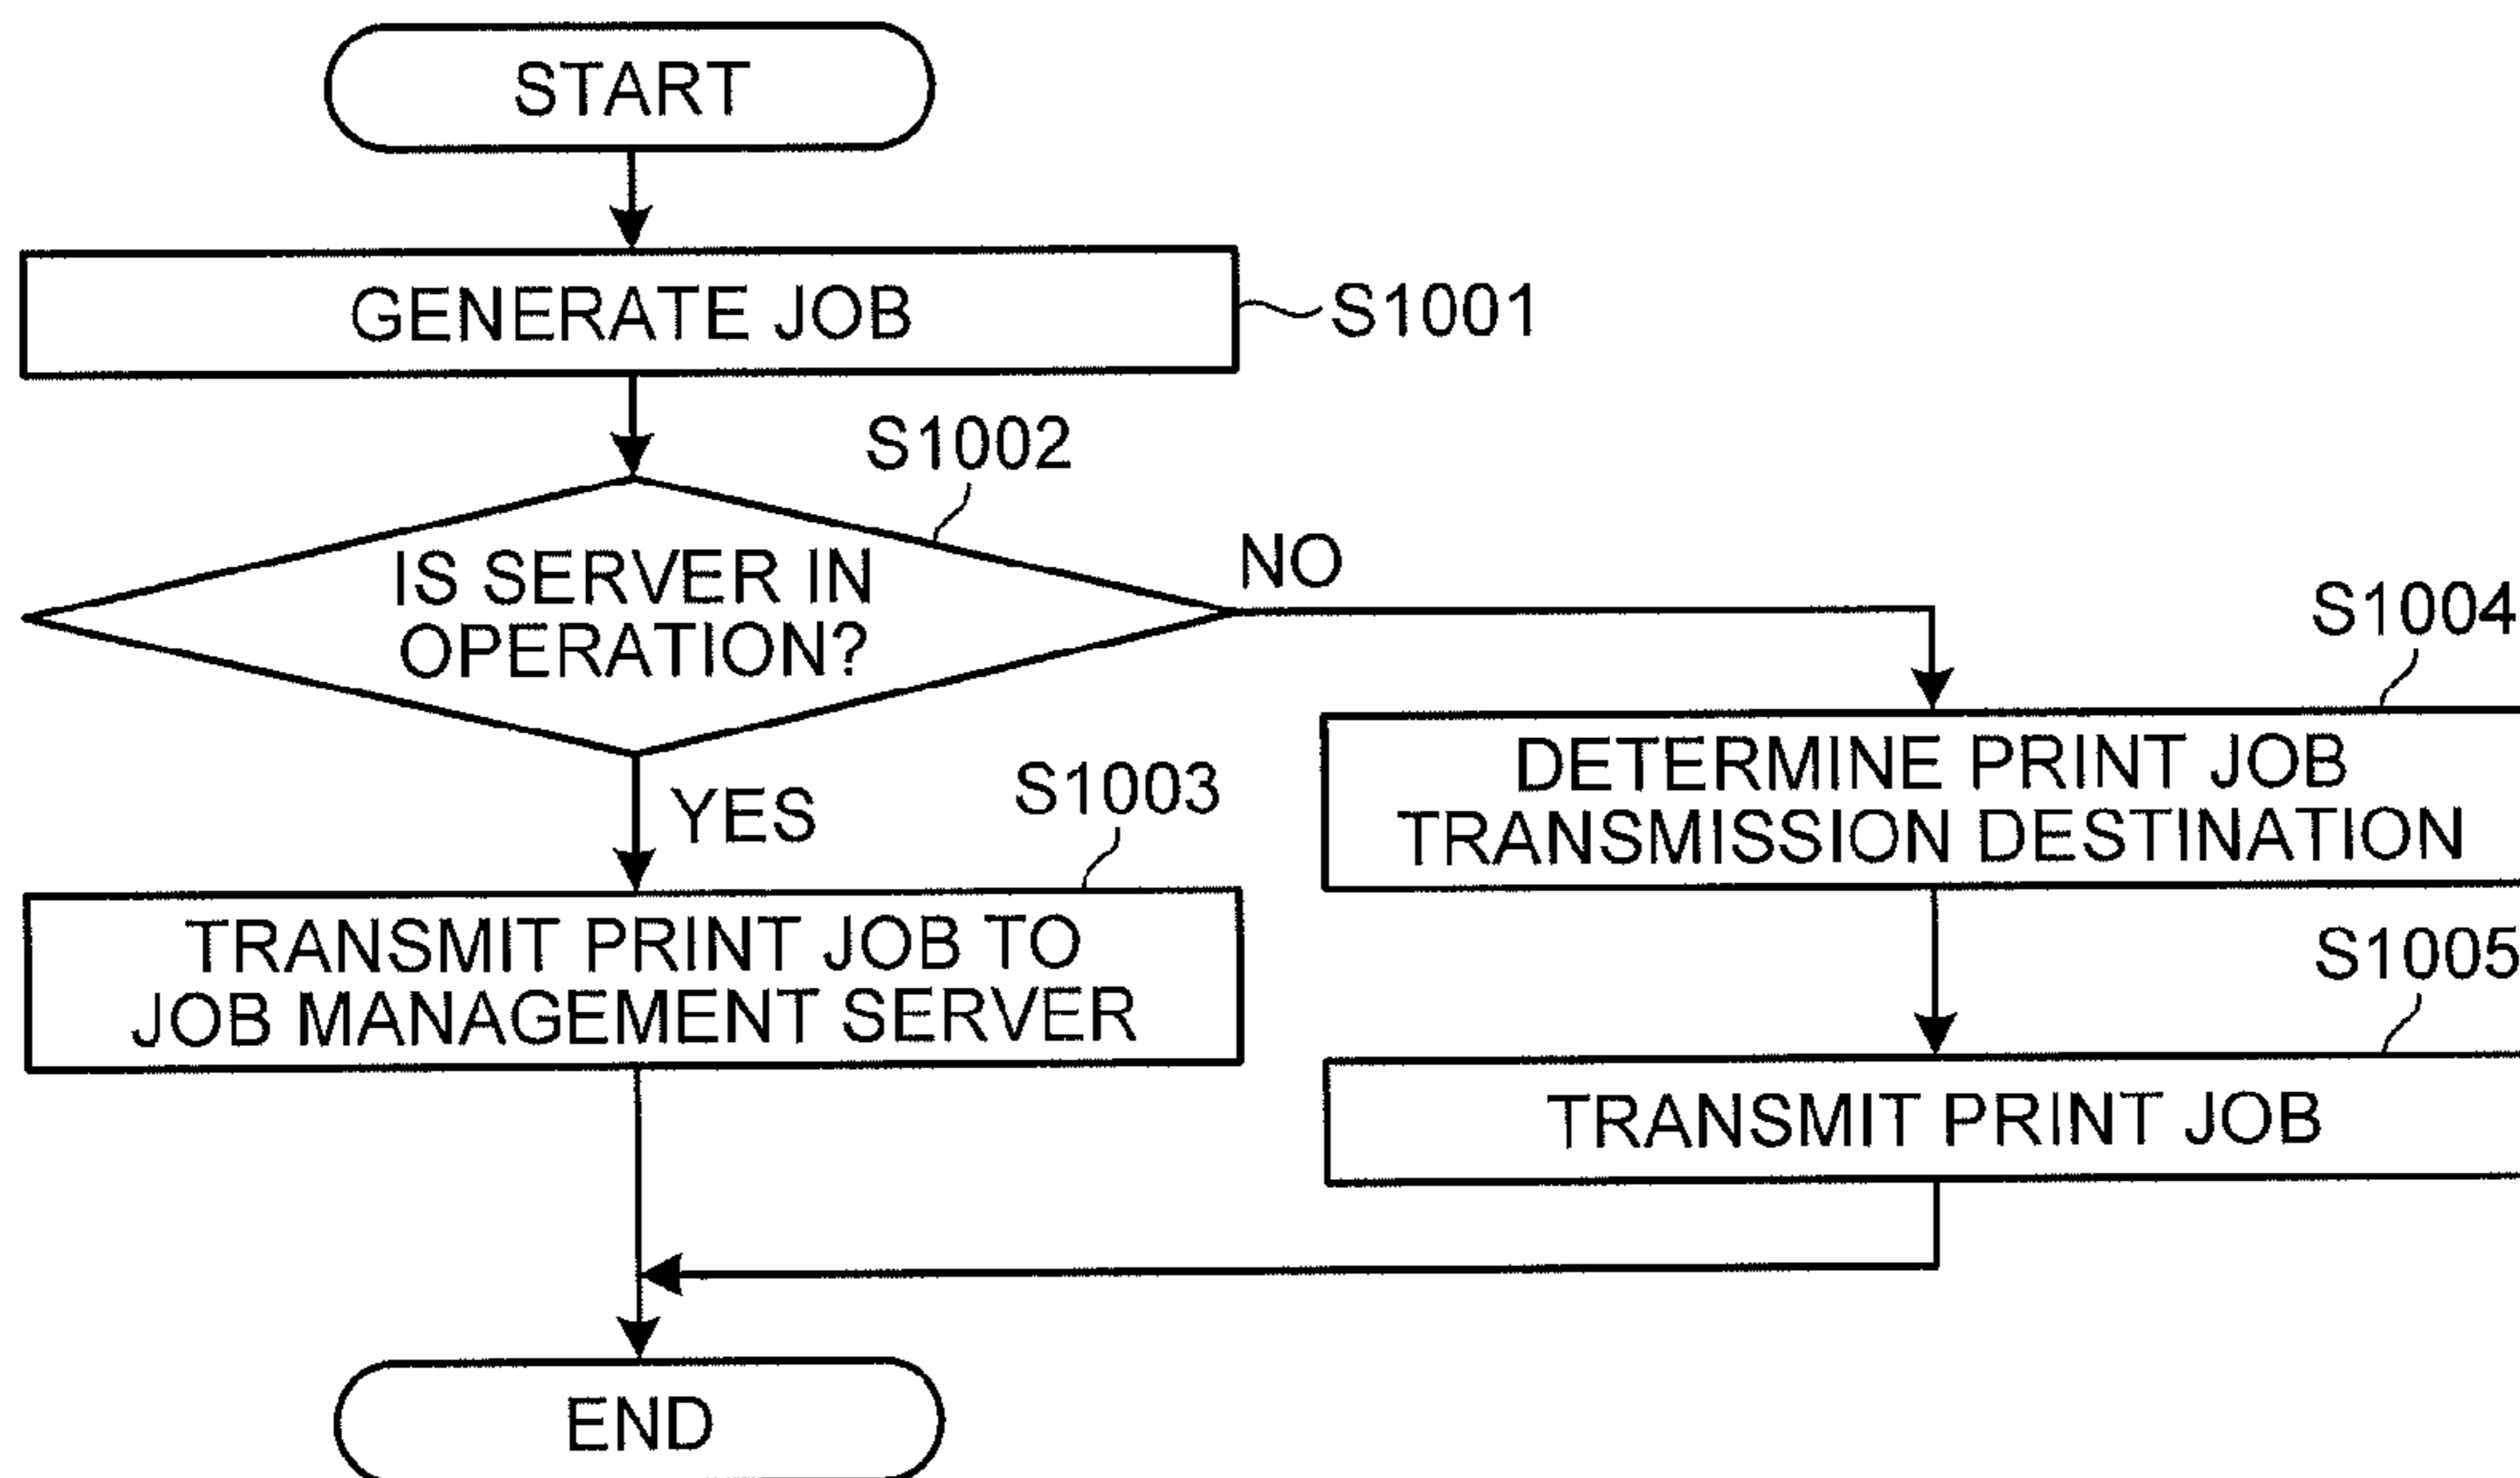 START
GENERATE JOB
S1001
S1002
IS SERVER IN
OPERATION?
NO
YES
S1003
TRANSMIT PRINT JOB TO
JOB MANAGEMENT SERVER
S1004
DETERMINE PRINT JOB
TRANSMISSION DESTINATION
S1005
TRANSMIT PRINT JOB
END